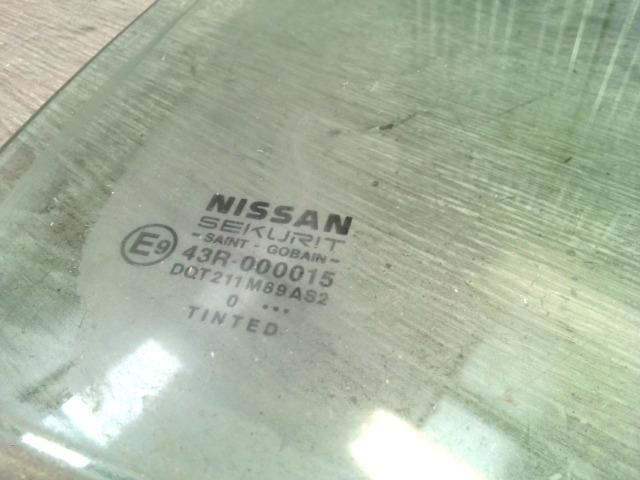 NISSAN
SEKURIT
- SAINT - GOBAIN -
E9 43R-000015
DOT211M89AS2
0 ...
TINTED